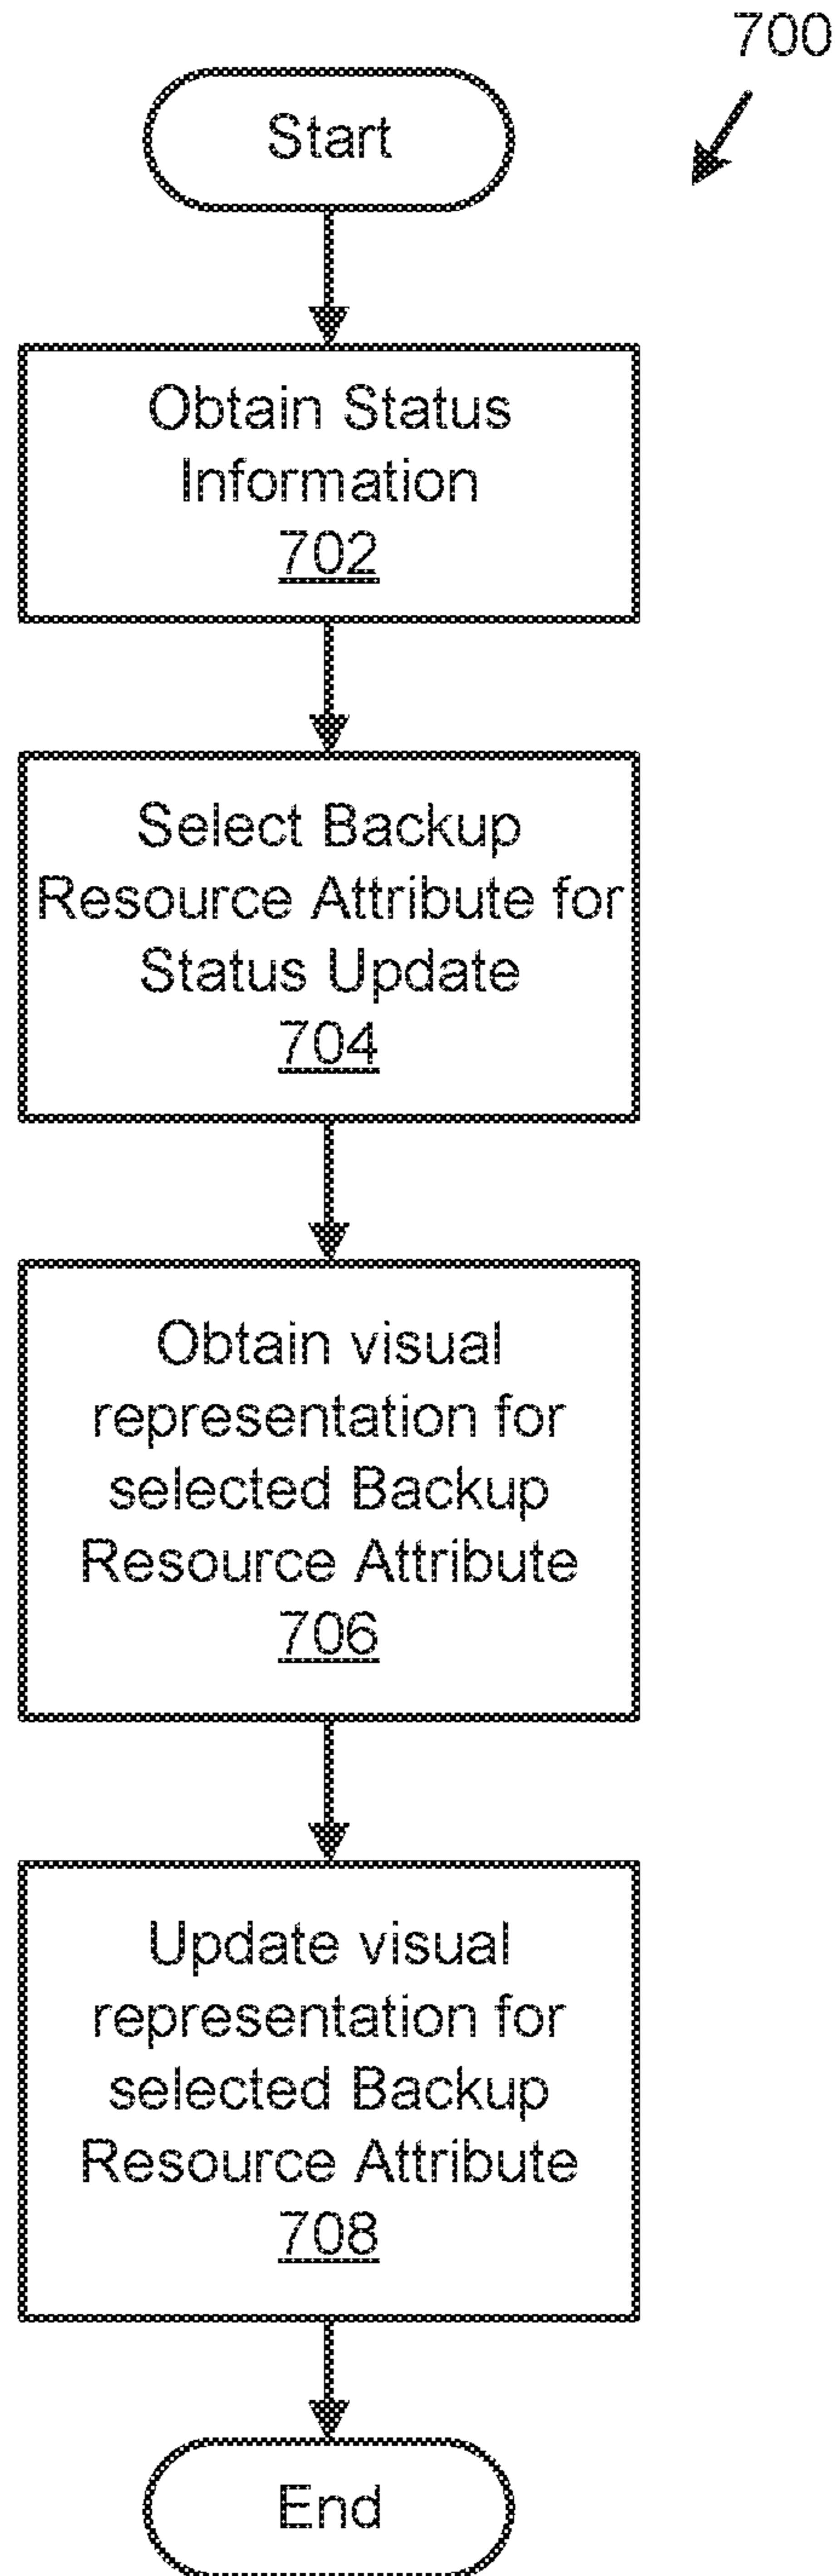 700
Start
Obtain Status
Information
702
Select Backup
Resource Attribute for
Status Update
704
Obtain visual
representation for
selected Backup
Resource Attribute
706
Update visual
representation for
selected Backup
Resource Attribute
708
End